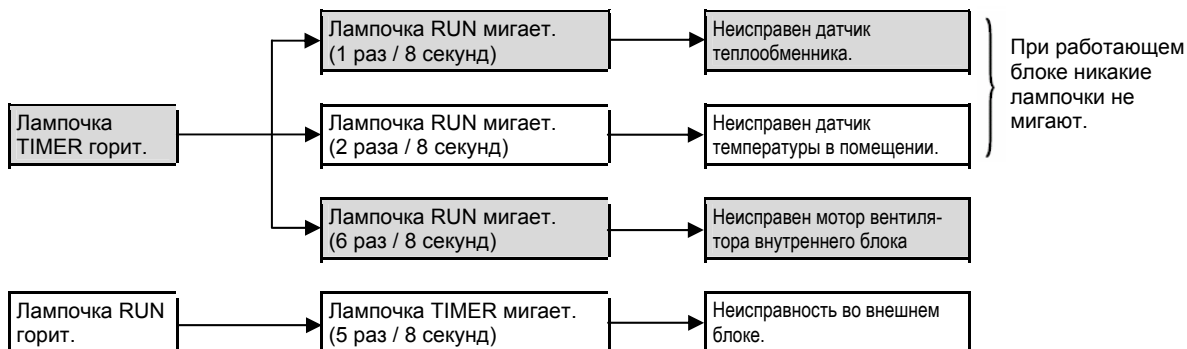 Лампочка RUN мигает.
(1 раз / 8 секунд)
Неисправен датчик
теплообменника.
При работающем
блоке никакие
лампочки не
мигают.
Лампочка
TIMER горит.
Лампочка RUN мигает.
(2 раза / 8 секунд)
Неисправен датчик
температуры в помещении.
Лампочка RUN мигает.
(6 раз / 8 секунд)
Неисправен мотор вентиля-
тора внутреннего блока
Лампочка RUN
горит.
Лампочка TIMER мигает.
(5 раз / 8 секунд)
Неисправность во внешнем
блоке.